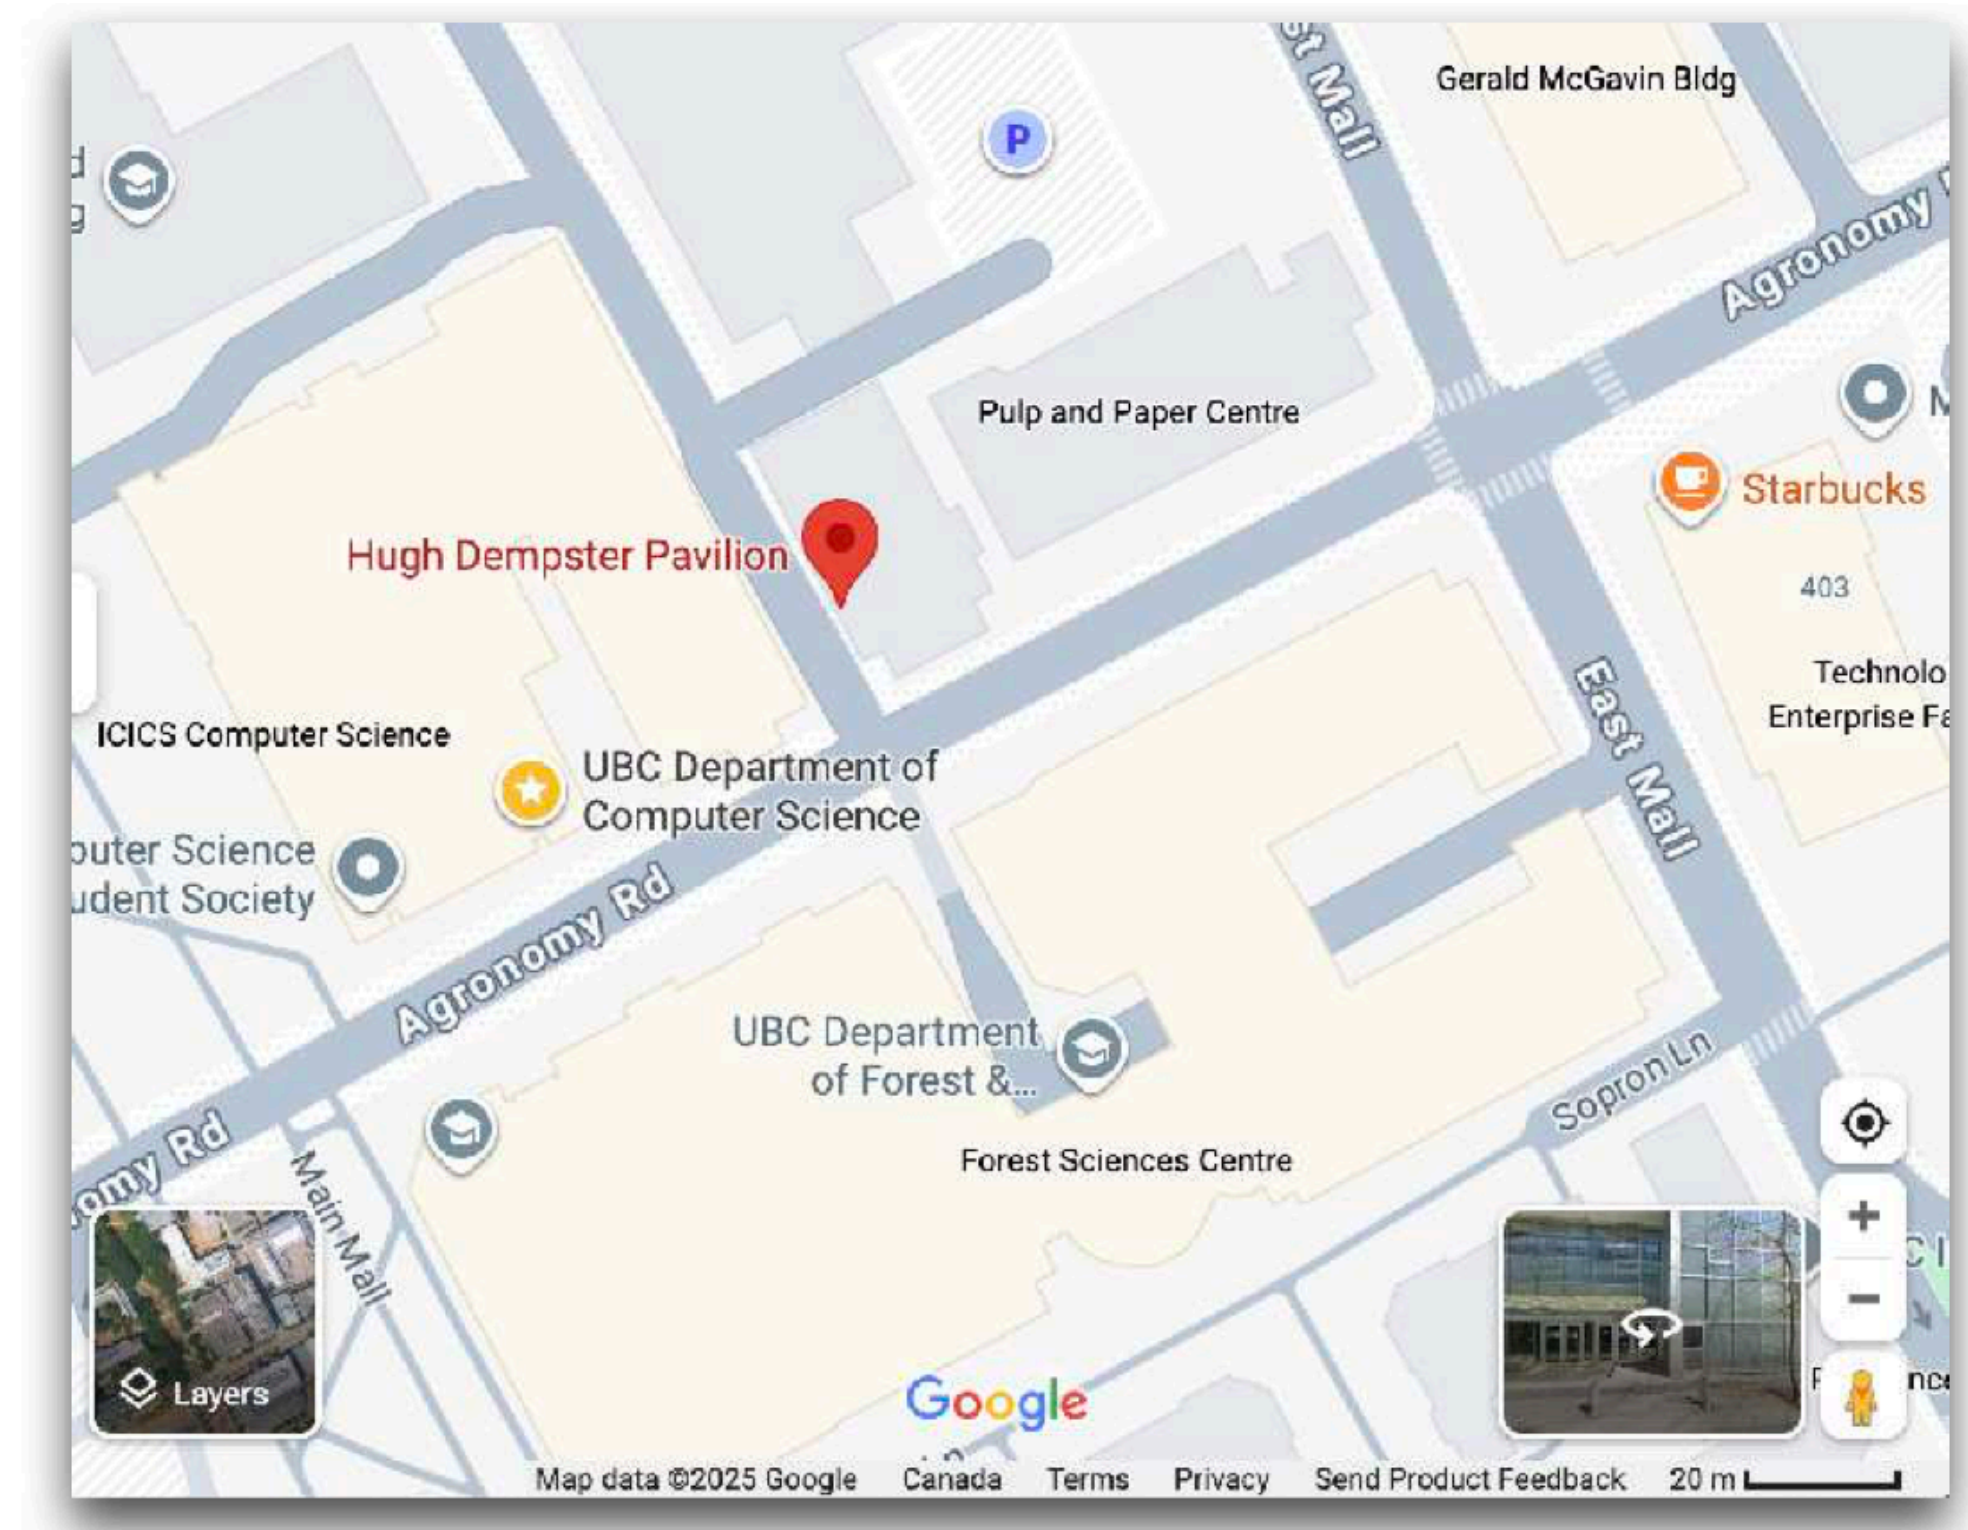 st Mall
Gerald McGavin Bldg
P
d
g
Agronomy
Pulp and Paper Centre
M
Starbucks
Hugh Dempster Pavilion
403
Technolo
Enterprise Fa
East Mall
ICICS Computer Science
UBC Department of
Computer Science
puter Science
udent Society
Agronomy Rd
UBC Department
of Forest &...
Sopron Ln
Forest Sciences Centre
omy Rd
Main Mall
C I
Layers
Google
nce
Map data ©2025 Google Canada Terms Privacy Send Product Feedback 20 m